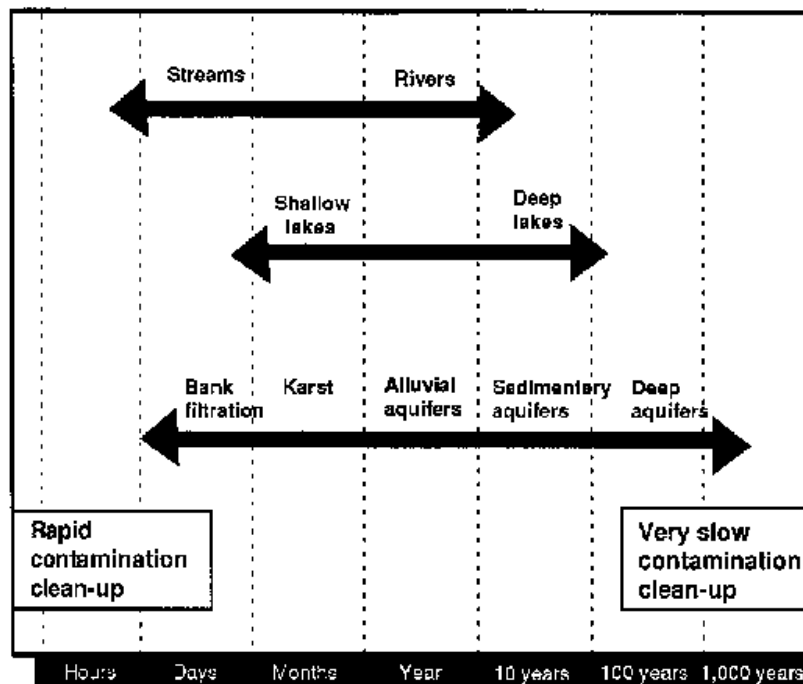 Streams
Rivers
Shallow
lakes
Deep
lakes
Bank
filtration
Karst
Alluvial
aquifers
Sedimentary
aquifers
Deep
aquifers
Rapid
contamination
clean-up
Very slow
contamination
clean-up
Hours Days Months Year 10 years 100 years 1,000 years